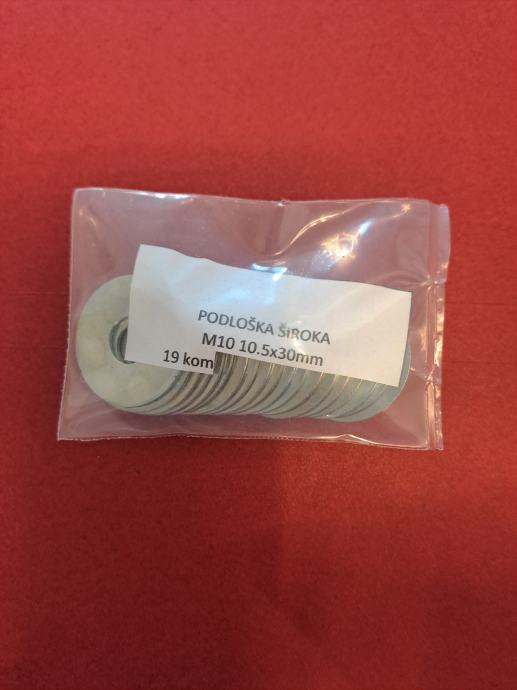 PODLOŠKA ŠIROKA
M10 10.5x30mm
19 kom